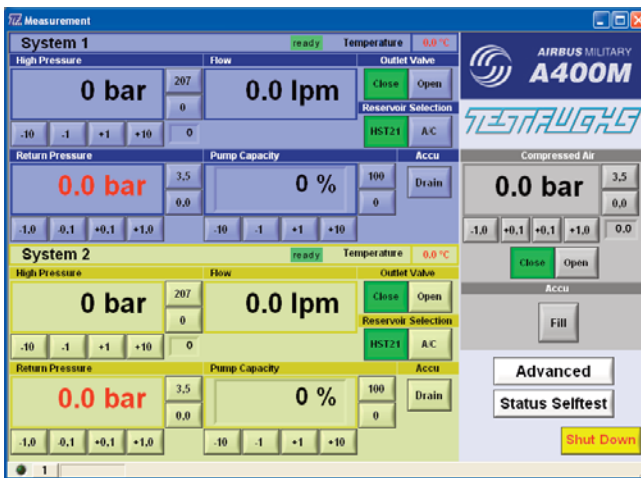 Measurement
System 1 ready Temperature 0.0 °C
High Pressure Flow Outlet Valve
0 bar 207 0.0 lpm Close Open
0 Reservoir Selection
-10 -1 +1 +10 0 HST21 A/C
Return Pressure Pump Capacity Accu
0.0 bar 3,5 0 % 100 Drain
0,0 0
-1,0 -0,1 +0,1 +1,0 -10 -1 +1 +10
System 2 ready Temperature 0.0 °C
High Pressure Flow Outlet Valve
0 bar 207 0.0 lpm Close Open
0 Reservoir Selection
-10 -1 +1 +10 0 HST21 A/C
Return Pressure Pump Capacity Accu
0.0 bar 3,5 0 % 100 Drain
0,0 0
-1,0 -0,1 +0,1 +1,0 -10 -1 +1 +10
1
AIRBUS MILITARY
A400M
TESTFUCHS
Compressed Air
0.0 bar 3,5
0,0
-1,0 +0,1 +0,1 +1,0 0.0
Close Open
Accu
Fill
Advanced
Status Selftest
Shut Down